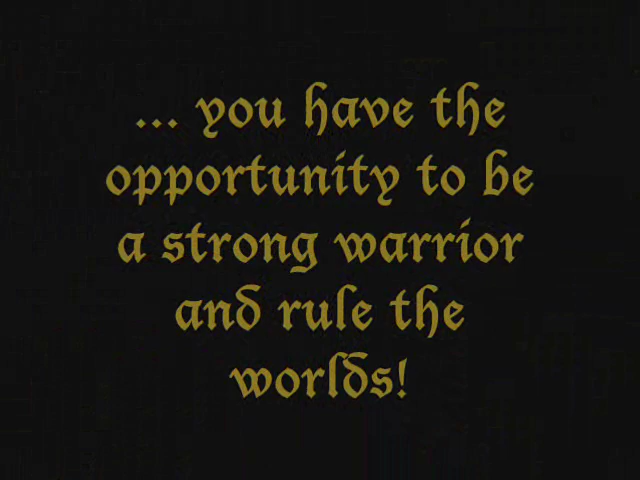 ... you have the
opportunity to be
a strong warrior
and rule the
worlds!